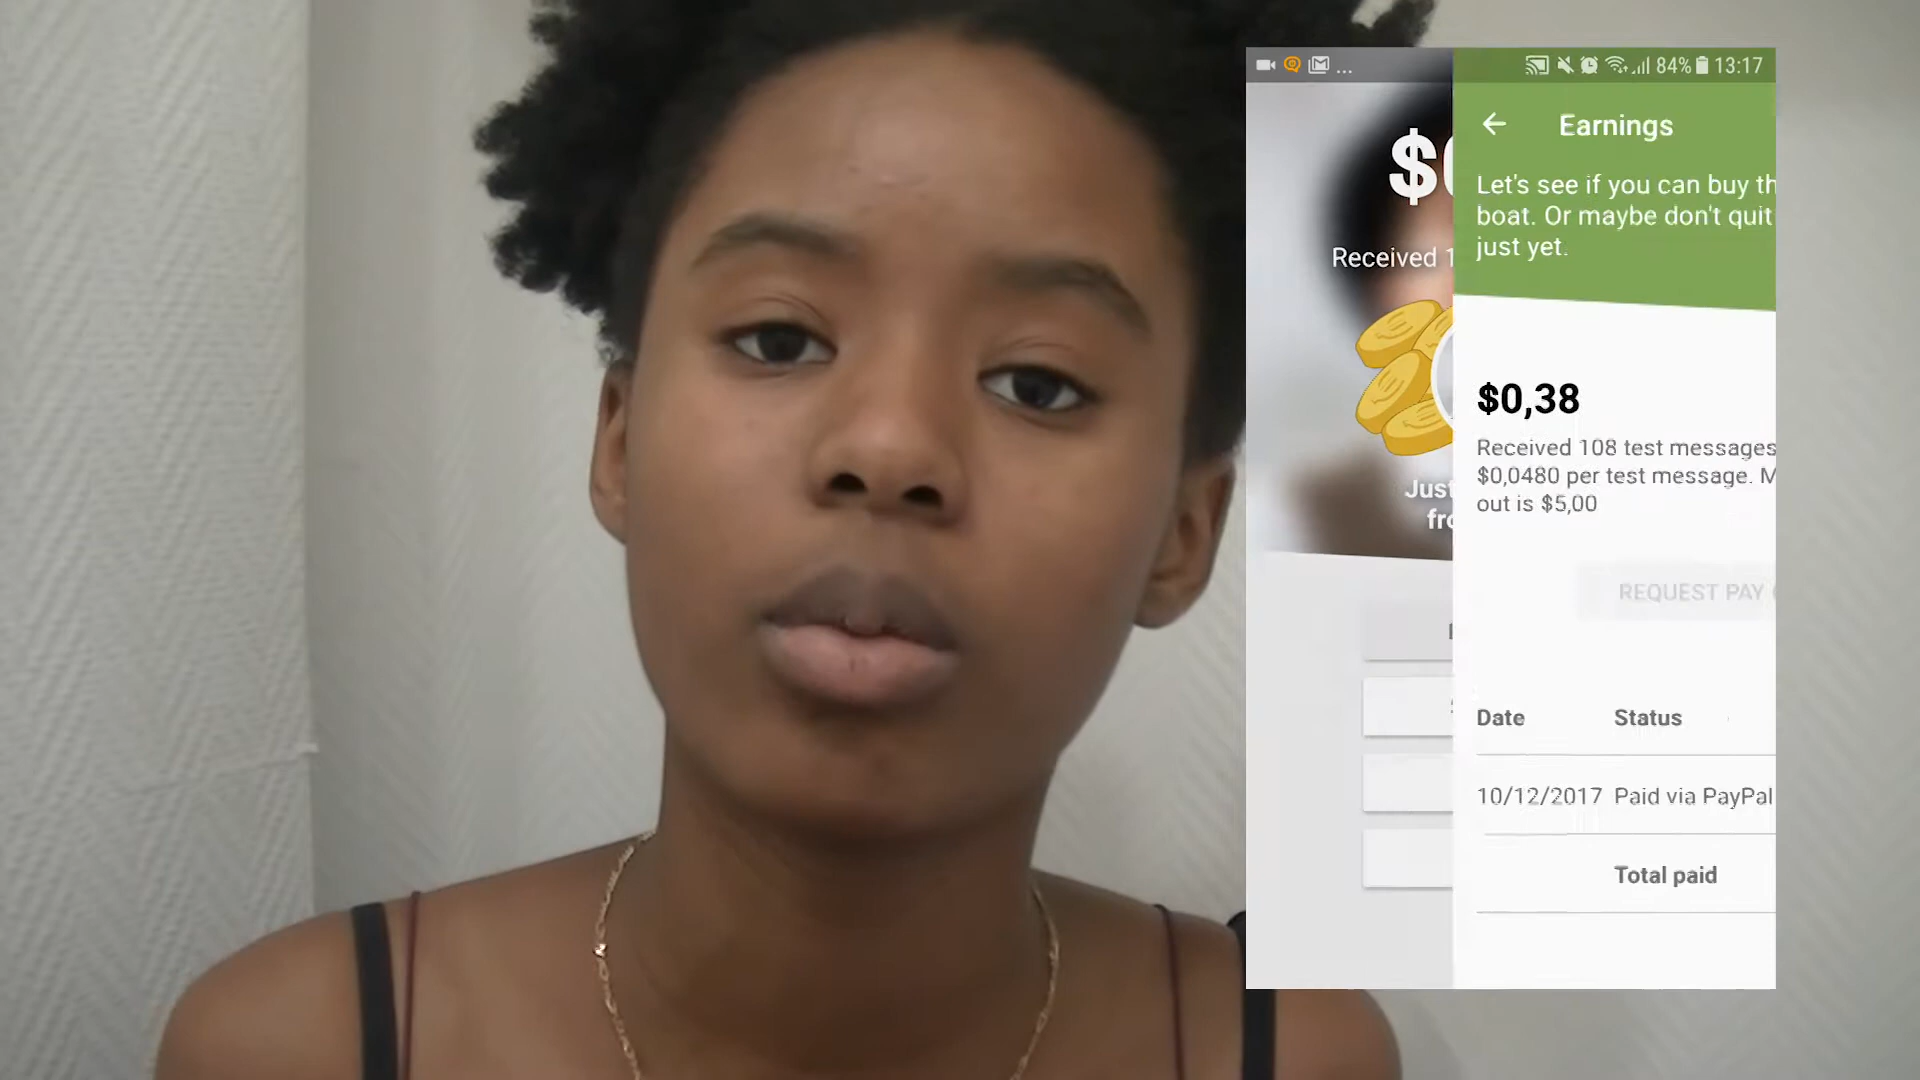 ... 84% 13:17
Earnings
Let's see if you can buy th
boat. Or maybe don't quit
just yet.
Received 1
$0,38
Received 108 test messages
$0,0480 per test message. M
out is $5,00
Just
REQUEST PAY
Date Status
10/12/2017 Paid via PayPal
Total paid